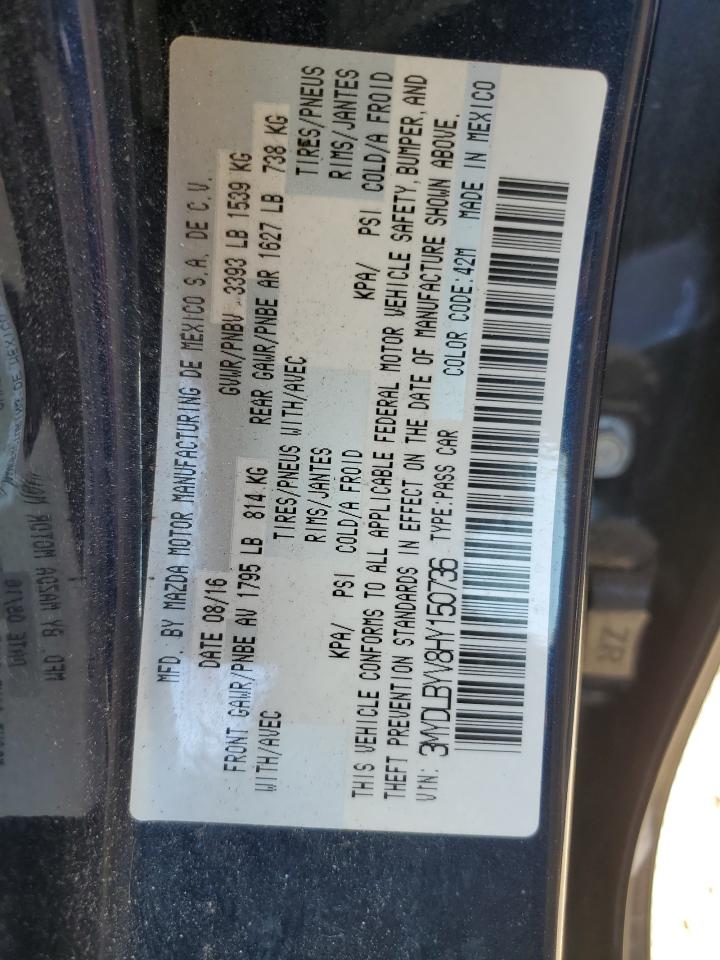 MFD. BY MAZDA MOTOR MANUFACTURING DE MEXICO S.A. DE C.V.
DATE 08/16 GVWR/PNBV 3393 LB 1539 KG
FRONT GAWR/PNBE AV 1795 LB 814 KG REAR GAWR/PNBE AR 1627 LB 738 KG
WITH/AVEC TIRES/PNEUS WITH/AVEC TIRES/PNEUS
RIMS/JANTES RIMS/JANTES
KPA/ PSI COLD/A FROID KPA/ PSI COLD/A FROID
THIS VEHICLE CONFORMS TO ALL APPLICABLE FEDERAL MOTOR VEHICLE SAFETY, BUMPER, AND
THEFT PREVENTION STANDARDS IN EFFECT ON THE DATE OF MANUFACTURE SHOWN ABOVE.
VIN: 3MYDLBYV8HY150736 TYPE:PASS CAR COLOR CODE:42M MADE IN MEXICO
ZR